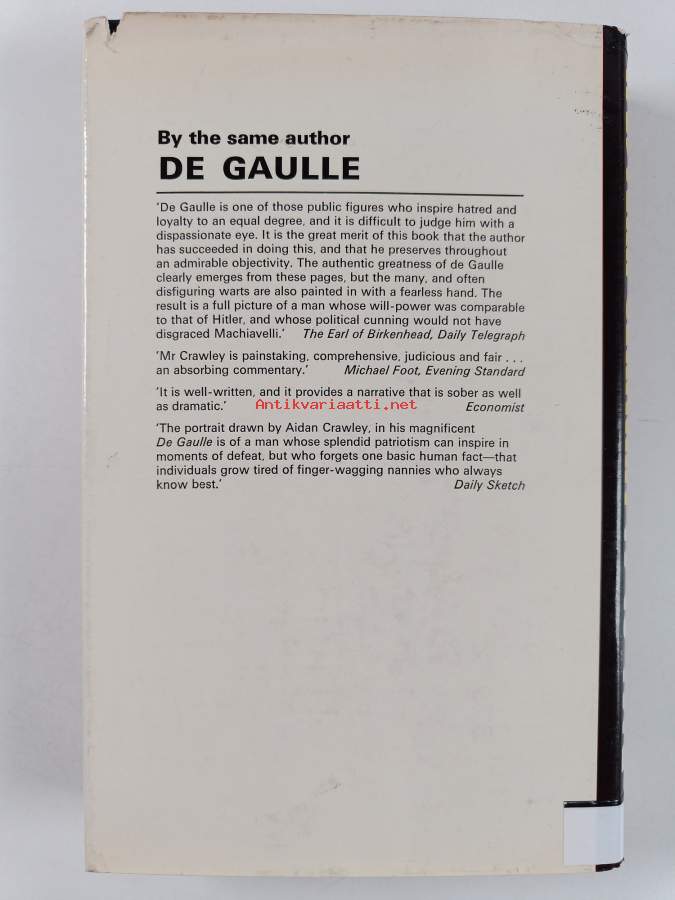 By the same author
DE GAULLE
'De Gaulle is one of those public figures who inspire hatred and
loyalty to an equal degree, and it is difficult to judge him with a
dispassionate eye. It is the great merit of this book that the author
has succeeded in doing this, and that he preserves throughout
an admirable objectivity. The authentic greatness of de Gaulle
clearly emerges from these pages, but the many, and often
disfiguring warts are also painted in with a fearless hand. The
result is a full picture of a man whose will-power was comparable
to that of Hitler, and whose political cunning would not have
disgraced Machiavelli.' The Earl of Birkenhead, Daily Telegraph
'Mr Crawley is painstaking, comprehensive, judicious and fair . . .
an absorbing commentary.' Michael Foot, Evening Standard
'It is well-written, and it provides a narrative that is sober as well
as dramatic.' Economist
Antikvariaatti.net
'The portrait drawn by Aidan Crawley, in his magnificent
De Gaulle is of a man whose splendid patriotism can inspire in
moments of defeat, but who forgets one basic human fact—that
individuals grow tired of finger-wagging nannies who always
know best.' Daily Sketch